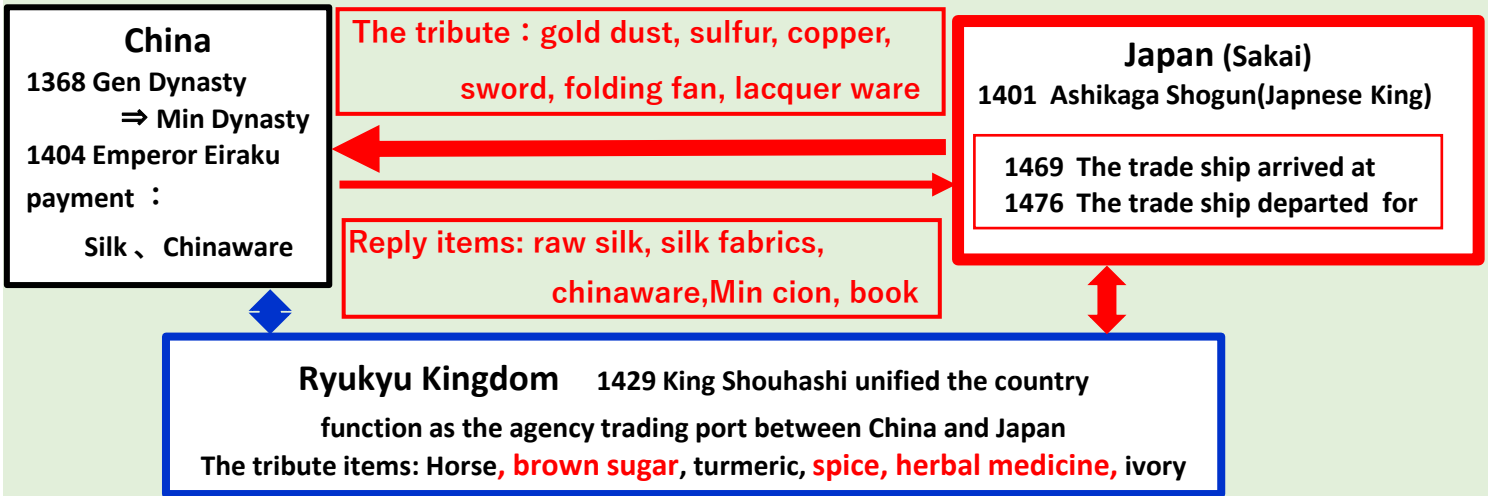 China
1368 Gen Dynasty
⇒ Min Dynasty
1404 Emperor Eiraku
payment ：
Silk 、 Chinaware
The tribute：gold dust, sulfur, copper,
sword, folding fan, lacquer ware
Reply items: raw silk, silk fabrics,
chinaware,Min cion, book
Japan (Sakai)
1401 Ashikaga Shogun(Japnese King)
1469 The trade ship arrived at
1476 The trade ship departed for
Ryukyu Kingdom 1429 King Shouhashi unified the country
function as the agency trading port between China and Japan
The tribute items: Horse, brown sugar, turmeric, spice, herbal medicine, ivory